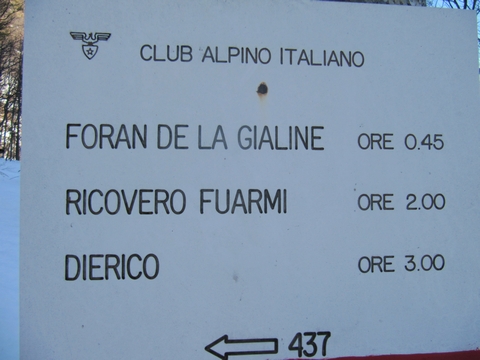 CLUB ALPINO ITALIANO
FORAN DE LA GIALINE ORE 0.45
RICOVERO FUARMI ORE 2.00
DIERICO ORE 3.00
437